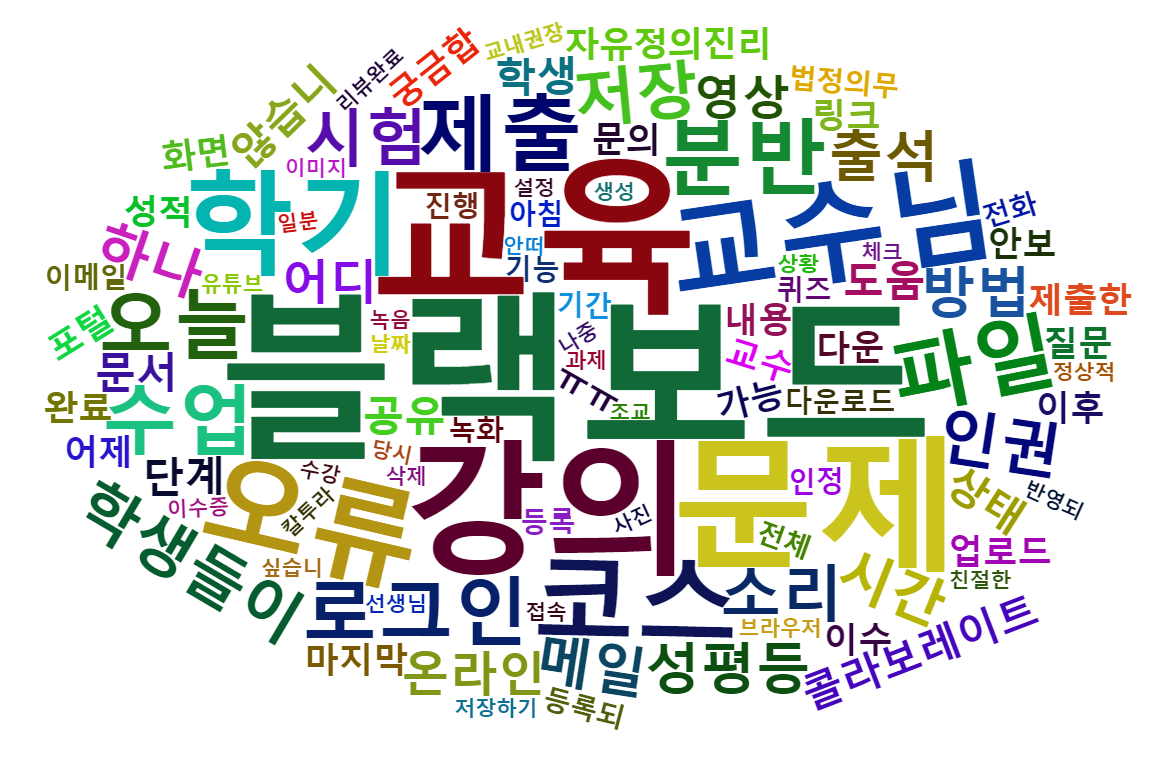 교내권장
자유정의진리
리뷰완료
궁금합
학생
저장
영상
법정의무
링크
않습니
화면
시험
제출
문의
분반
출석
이미지
학기
교육
교수님
성적
일분
진행
설정
아침
생성
전화
안보
하나
어디
안떠
기능
상황
체크
이메일
유튜브
퀴즈
도움
방법
제출한
포털
오늘
블랙보드
녹음
날짜
기간
나중
과제
내용
교수
다운
파일
질문
정상적
문서
ㅠㅠ
가능
다운로드
이후
완료
수업
공유
녹화
조교
인권
어제
단계
당시
삭제
강의
문제
인정
상태
반영되
이수증
수강
칼투라
오류
등록
사진
전체
업로드
학생들이
싶습니
로그인
선생님
접속
코스
소리
시간
친절한
브라우저
이수
콜라보레이트
마지막
온라인
메일
성평등
저장하기
등록되